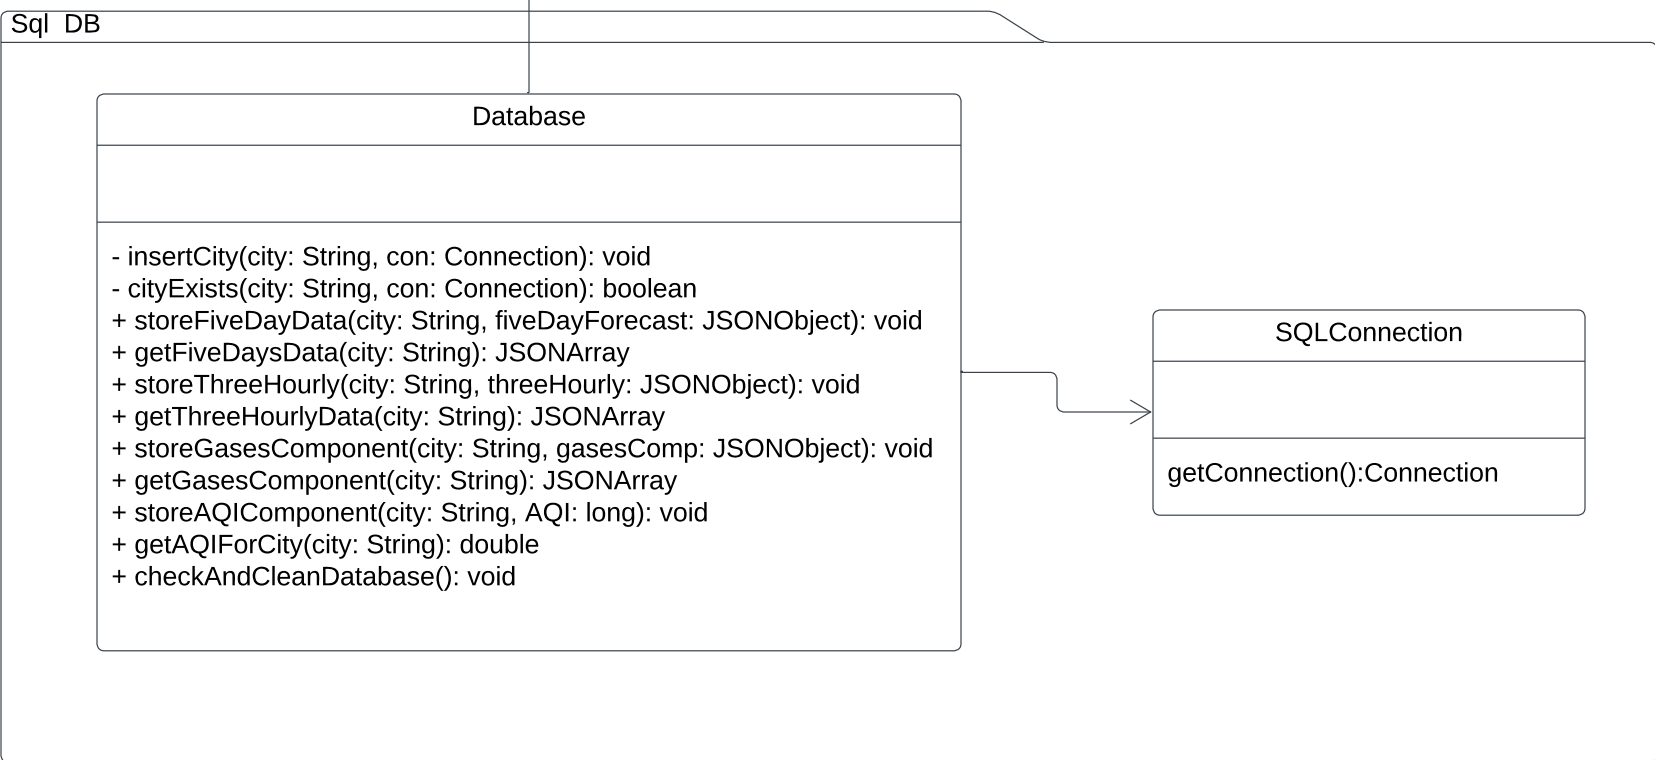 Sql DB
Database
- insertCity(city: String, con: Connection): void
- cityExists(city: String, con: Connection): boolean
+ storeFiveDayData(city: String, fiveDayForecast: JSONObject): void
+ getFiveDaysData(city: String): JSONArray
+ storeThreeHourly(city: String, threeHourly: JSONObject): void
+ getThreeHourlyData(city: String): JSONArray
+ storeGasesComponent(city: String, gasesComp: JSONObject): void
+ getGasesComponent(city: String): JSONArray
+ storeAQIComponent(city: String, AQI: long): void
+ getAQIForCity(city: String): double
+ checkAndCleanDatabase(): void
SQLConnection
getConnection():Connection